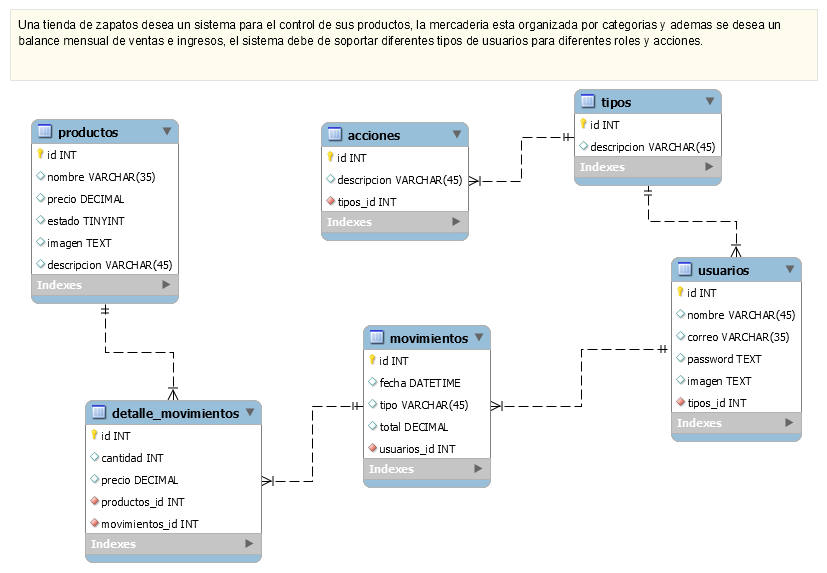 Una tienda de zapatos desea un sistema para el control de sus productos, la mercaderia esta organizada por categorias y ademas se desea un
balance mensual de ventas e ingresos, el sistema debe de soportar diferentes tipos de usuarios para diferentes roles y acciones.
tipos
id INT
descripcion VARCHAR(45)
Indexes
productos
id INT
nombre VARCHAR(35)
precio DECIMAL
estado TINYINT
imagen TEXT
descripcion VARCHAR(45)
Indexes
acciones
id INT
descripcion VARCHAR(45)
tipos_id INT
Indexes
usuarios
id INT
nombre VARCHAR(45)
correo VARCHAR(35)
password TEXT
imagen TEXT
tipos_id INT
Indexes
movimientos
id INT
fecha DATETIME
tipo VARCHAR(45)
total DECIMAL
usuarios_id INT
Indexes
detalle_movimientos
id INT
cantidad INT
precio DECIMAL
productos_id INT
movimientos_id INT
Indexes